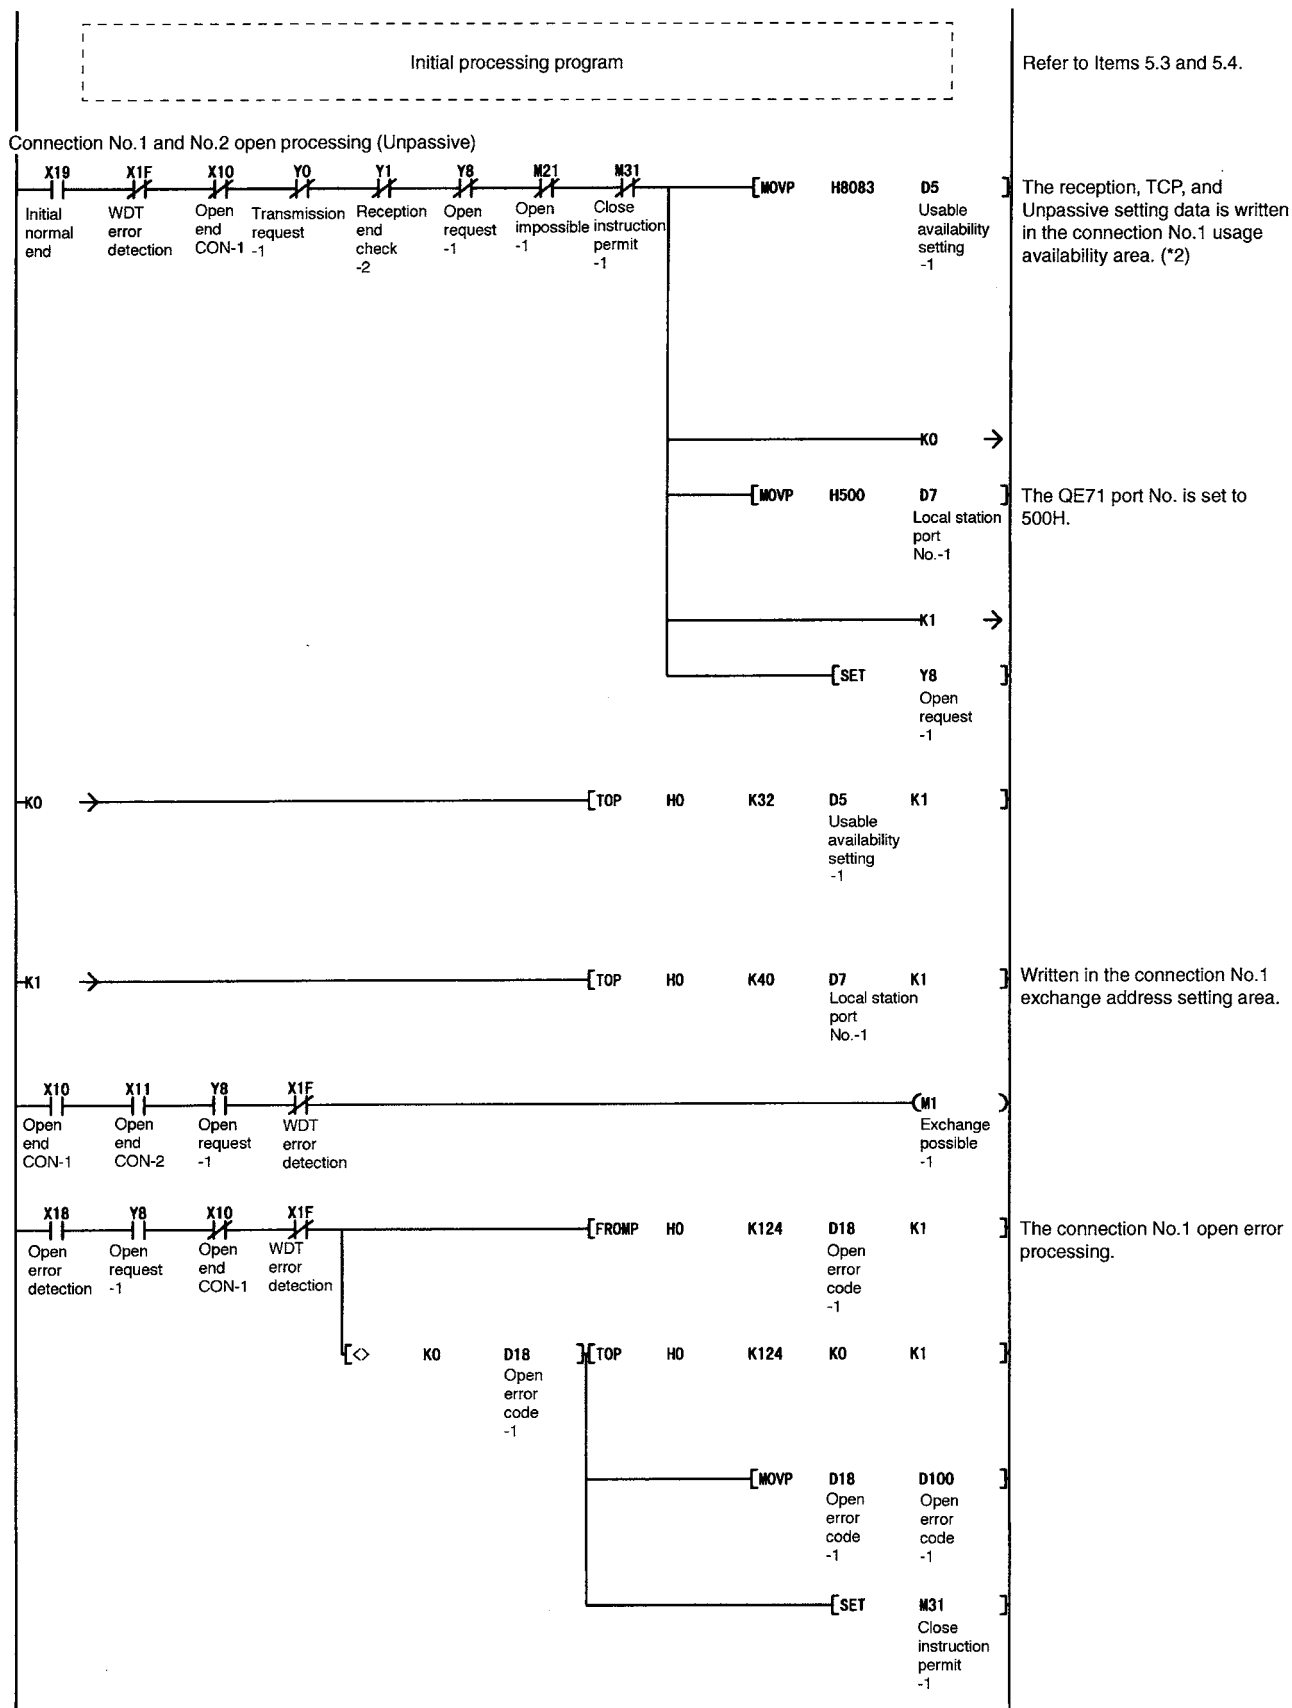 Initial processing program
Refer to Items 5.3 and 5.4.
Connection No.1 and No.2 open processing (Unpassive)
X19 X1F X10 Y0 Y1 Y8 M21 M31
[MOVP H8083 D5 ]
Initial normal end
WDT error detection
Open end CON-1
Transmission request -1
Reception end check -2
Open request -1
Open impossible -1
Close instruction permit -1
Usable availability setting -1
The reception, TCP, and
Unpassive setting data is written
in the connection No.1 usage
availability area. (*2)
K0
[MOVP H500 D7 ]
Local station port No.-1
The QE71 port No. is set to
500H.
K1
[SET Y8 ]
Open request -1
K0 [TOP H0 K32 D5 K1 ]
Usable availability setting -1
K1 [TOP H0 K40 D7 K1 ]
Local station port No.-1
Written in the connection No.1
exchange address setting area.
X10 X11 Y8 X1F (M1 )
Open end CON-1
Open end CON-2
Open request -1
WDT error detection
Exchange possible -1
X18 Y8 X10 X1F
[FROMP H0 K124 D18 K1 ]
Open error detection
Open request -1
Open end CON-1
WDT error detection
Open error code -1
The connection No.1 open error
processing.
[<> K0 D18 ] [TOP H0 K124 K0 K1 ]
Open error code -1
[MOVP D18 D100 ]
Open error code -1
Open error code -1
[SET M31 ]
Close instruction permit -1